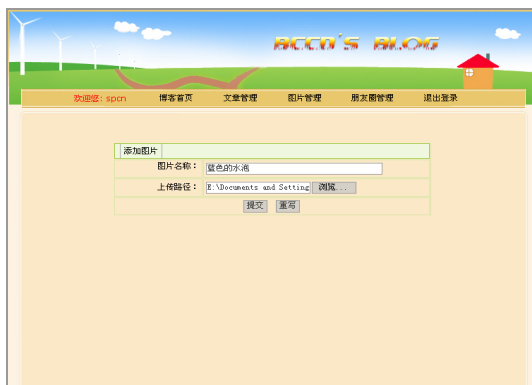 ACCD'S BLOG
欢迎您: spcn 博客首页 文章管理 图片管理 朋友圈管理 退出登录
添加图片
图片名称： 蓝色的水泡
上传路径： E:\Documents and Setting 浏览...
提交 重写